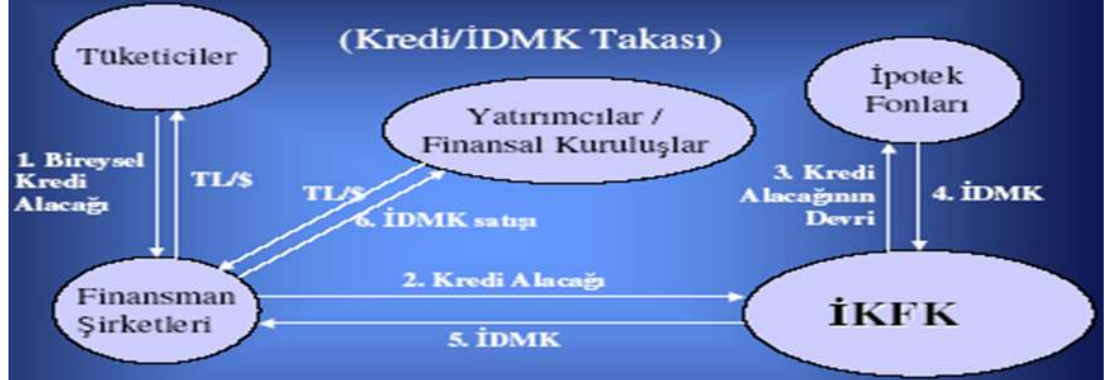 (Kredi/İDMK Takası)
Tüketiciler
İpotek
Fonları
Yatırımcılar /
Finansal Kuruluşlar
1. Bireysel
Kredi
Alacağı
TL/$
TL/$
6. İDMK satışı
3. Kredi
Alacağının
Devri
4. İDMK
2. Kredi Alacağı
Finansman
Şirketleri
İKFK
5. İDMK